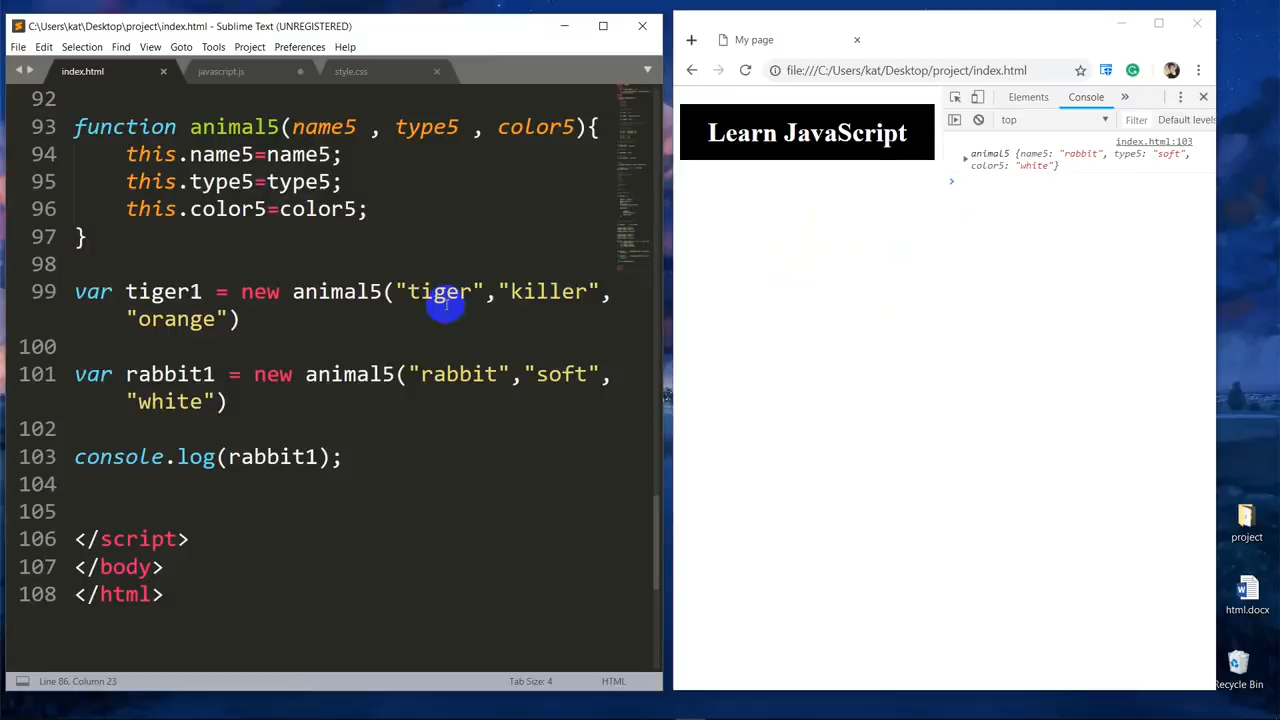 C:\Users\kat\Desktop\project\index.html - Sublime Text (UNREGISTERED)
File Edit Selection Find View Goto Tools Project Preferences Help
index.html javascript.js style.css
92
93 function animal5(name5 , type5 , color5){
94 this.name5=name5;
95 this.type5=type5;
96 this.color5=color5;
97 }
98
99 var tiger1 = new animal5("tiger","killer",
"orange")
100
101 var rabbit1 = new animal5("rabbit","soft",
"white")
102
103 console.log(rabbit1);
104
105
106 </script>
107 </body>
108 </html>
Line 86, Column 23 Tab Size: 4 HTML
My page
file:///C:/Users/kat/Desktop/project/index.html
Learn JavaScript
Elements Console
top Filter Default levels
index.html:103
animal5 {name5: "rabbit", type5: "soft",
color5: "white"}
project
html.docx
Recycle Bin